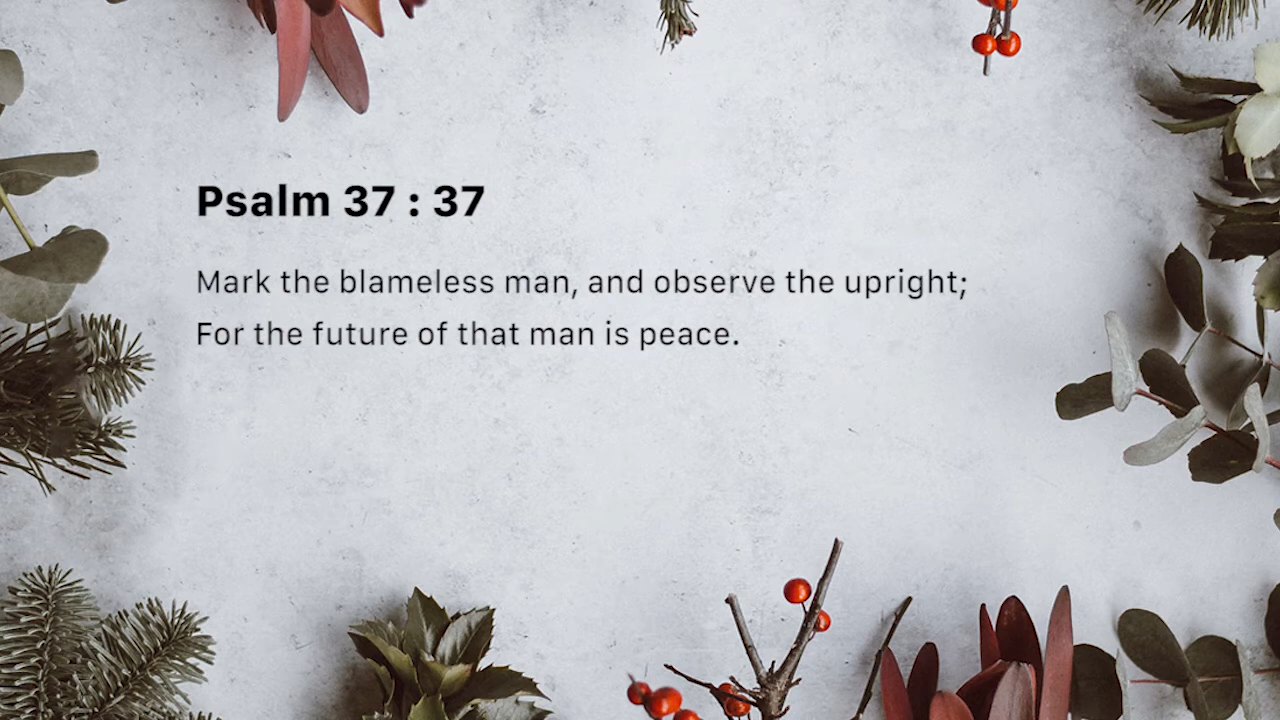 Psalm 37 : 37
Mark the blameless man, and observe the upright;
For the future of that man is peace.